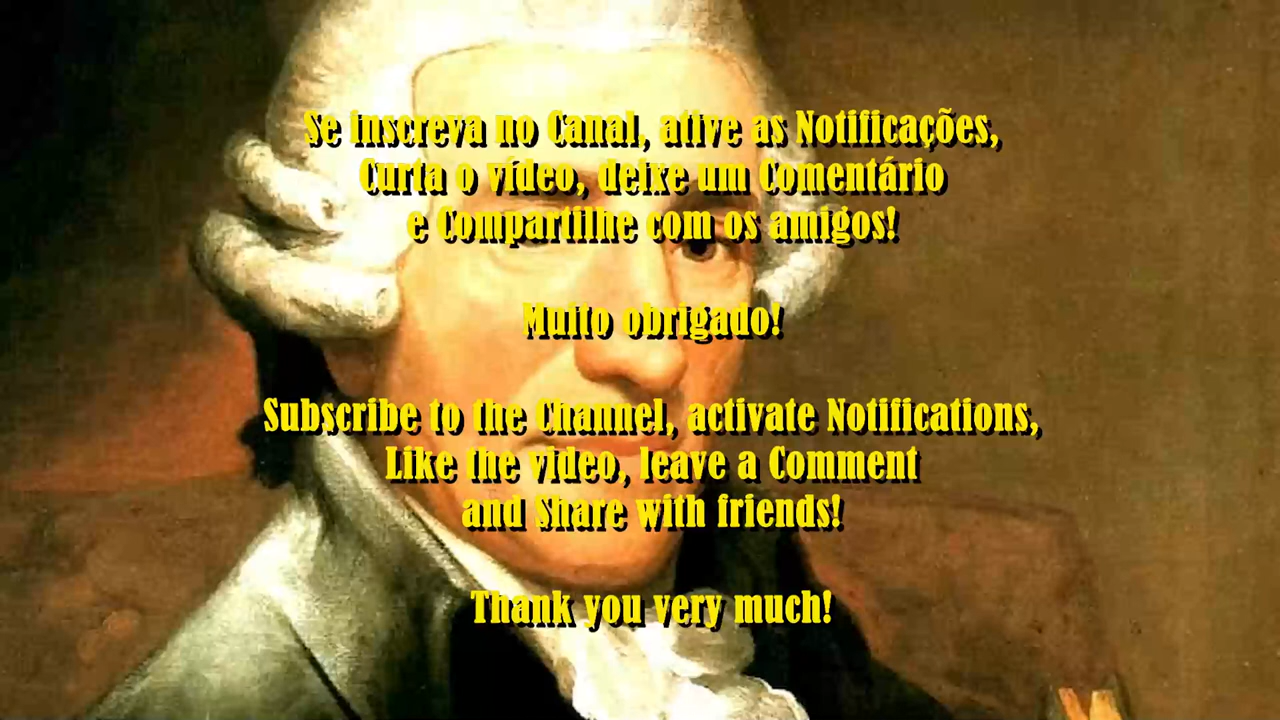 Se inscreva no Canal, ative as Notificações,
Curta o vídeo, deixe um Comentário
e Compartilhe com os amigos!
Muito obrigado!
Subscribe to the Channel, activate Notifications,
Like the video, leave a Comment
and Share with friends!
Thank you very much!